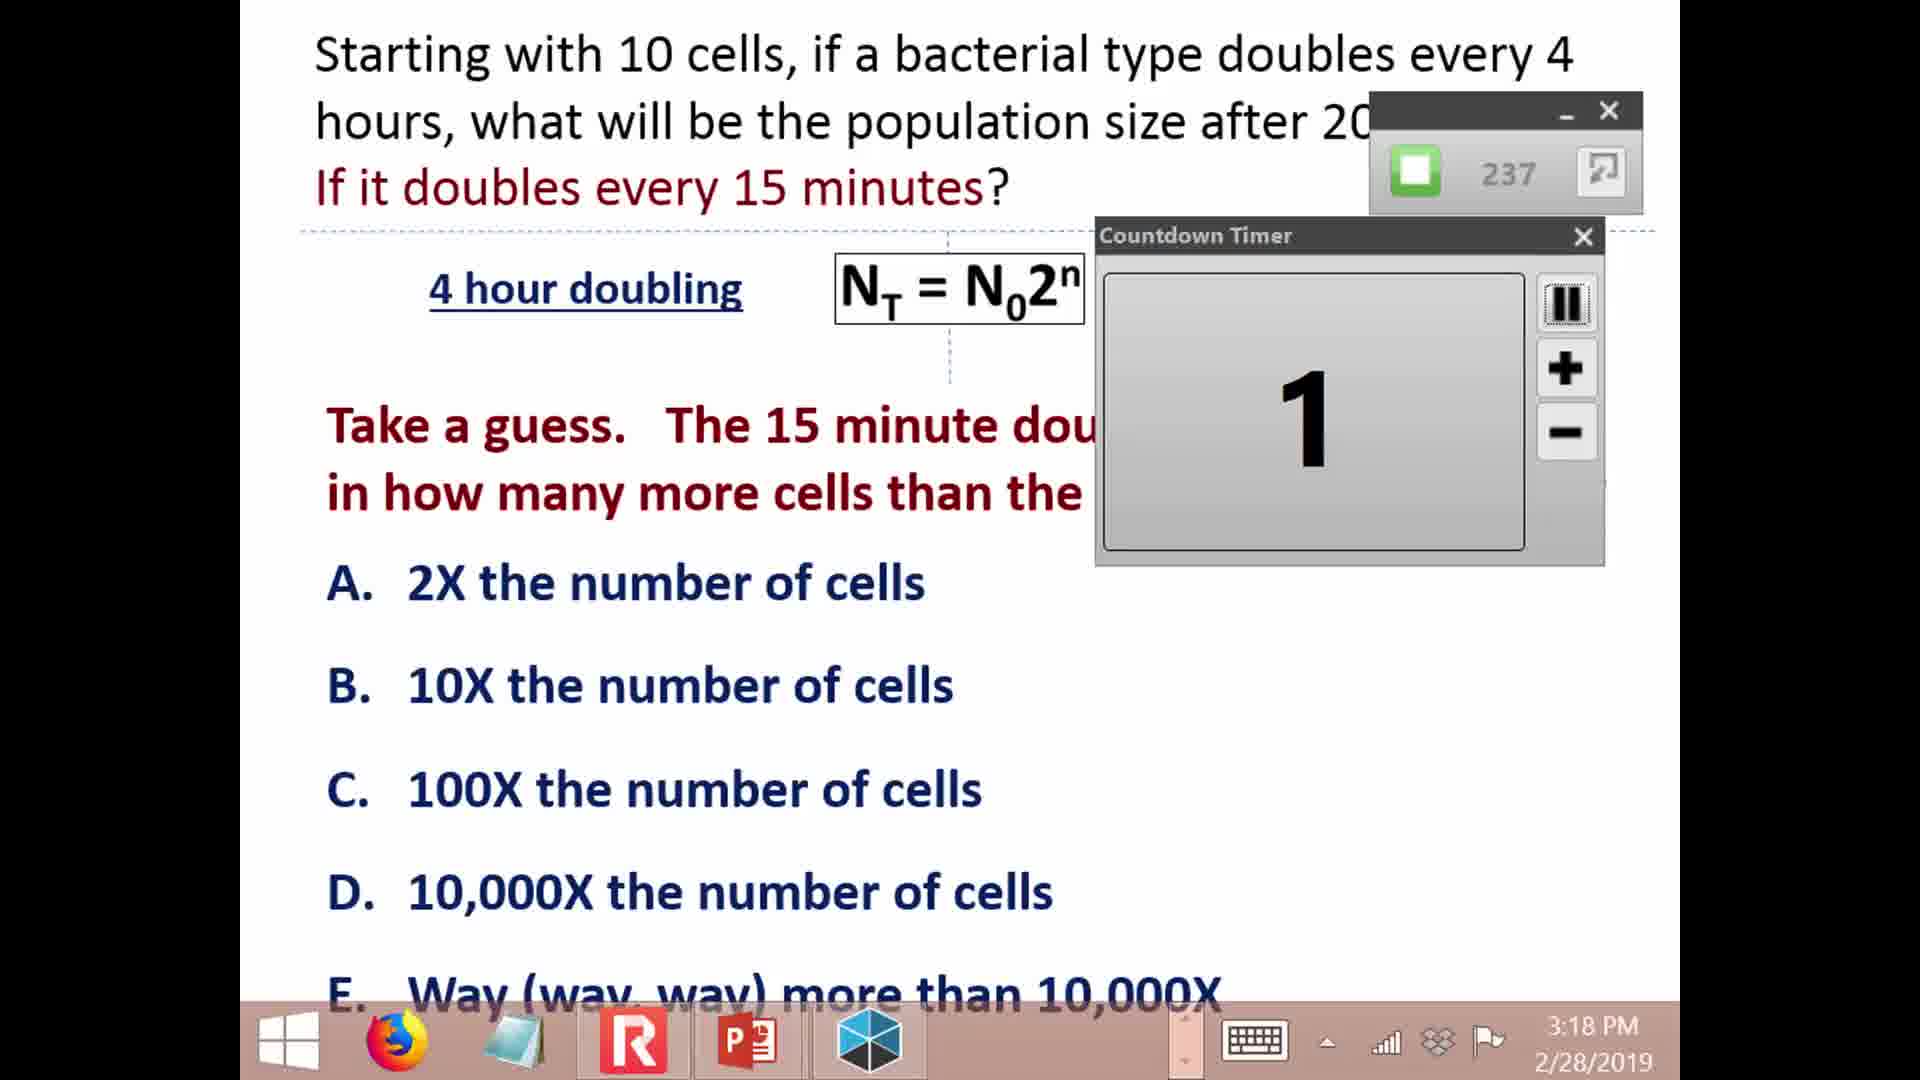 Starting with 10 cells, if a bacterial type doubles every 4
hours, what will be the population size after 20
If it doubles every 15 minutes?
237
Countdown Timer
4 hour doubling
N_T = N_0 2^n
1
Take a guess. The 15 minute dou
in how many more cells than the
A. 2X the number of cells
B. 10X the number of cells
C. 100X the number of cells
D. 10,000X the number of cells
E. Way (way, way) more than 10,000X
3:18 PM
2/28/2019